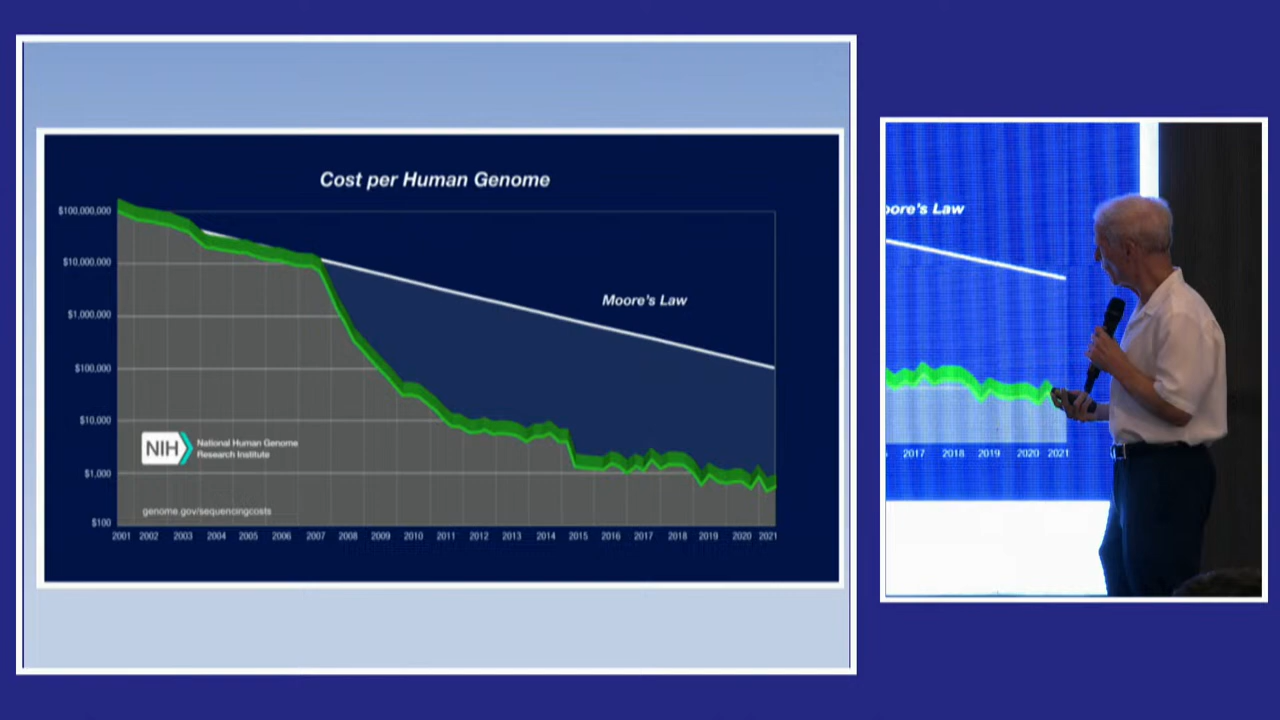 Cost per Human Genome
$100,000,000
$10,000,000
$1,000,000
$100,000
$10,000
$1,000
$100
Moore's Law
NIH
National Human Genome
Research Institute
genome.gov/sequencingcosts
2001 2002 2003 2004 2005 2006 2007 2008 2009 2010 2011 2012 2013 2014 2015 2016 2017 2018 2019 2020 2021
oore's Law
2017 2018 2019 2020 2021